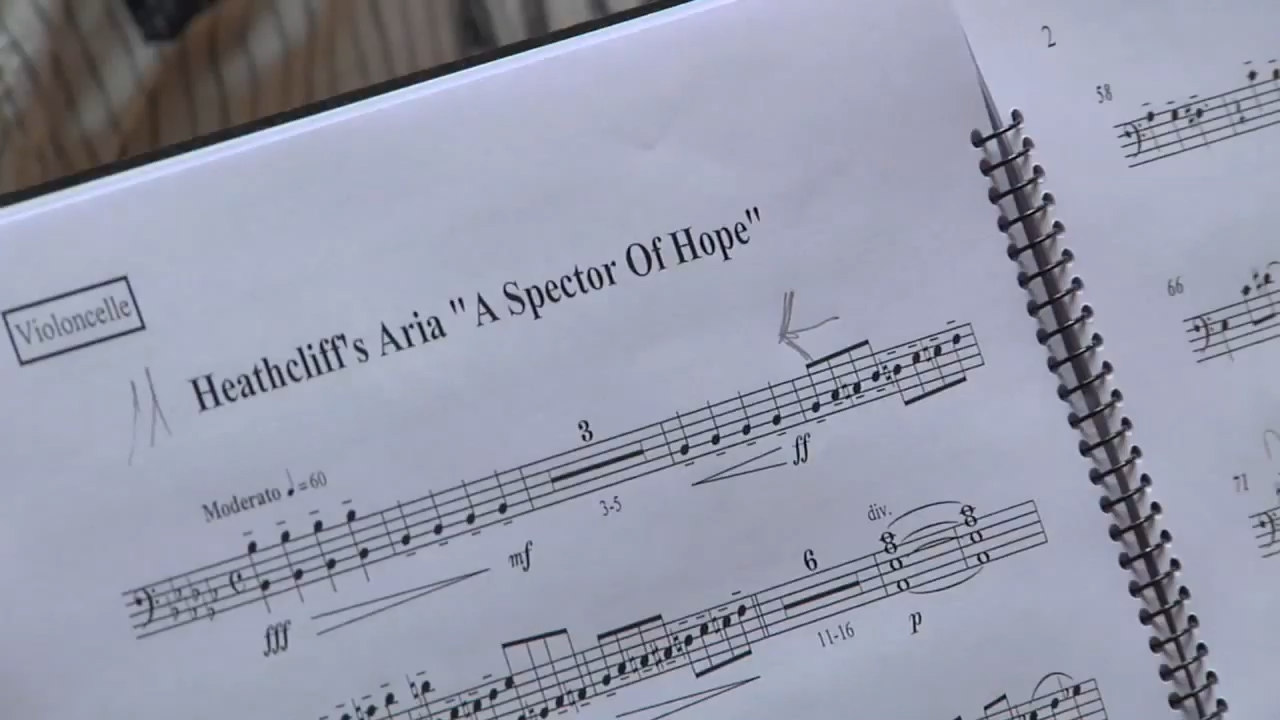 Violoncelle
Heathcliff's Aria "A Spector Of Hope"
Moderato ♩=60
3
3-5
fff
mf
ff
div.
6
11-16
p
2
58
66
71